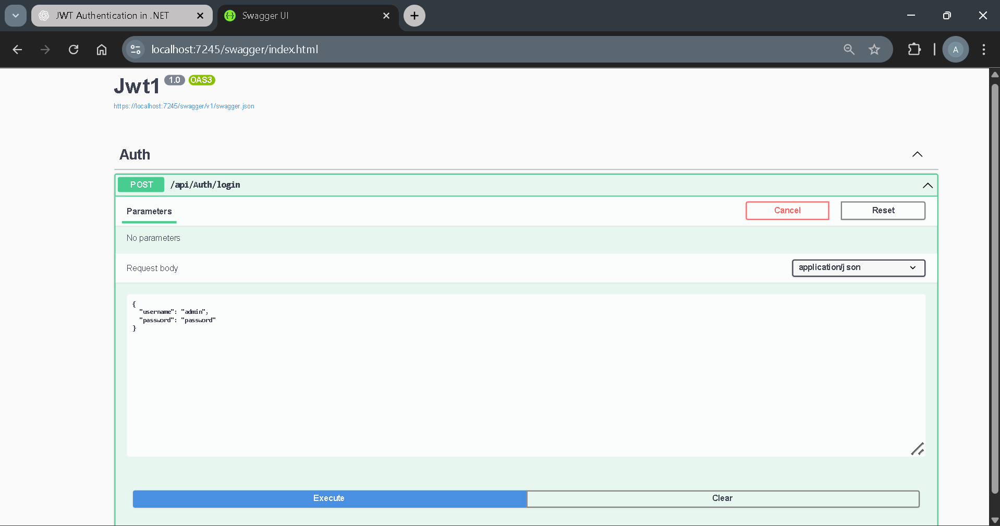 JWT Authentication in .NET
Swagger UI
localhost:7245/swagger/index.html
A
Jwt1 1.0 OAS3
https://localhost:7245/swagger/v1/swagger.json
Auth
POST /api/Auth/login
Parameters
Cancel
Reset
No parameters
Request body
application/json
{
"username": "admin",
"password": "password"
}
Execute
Clear